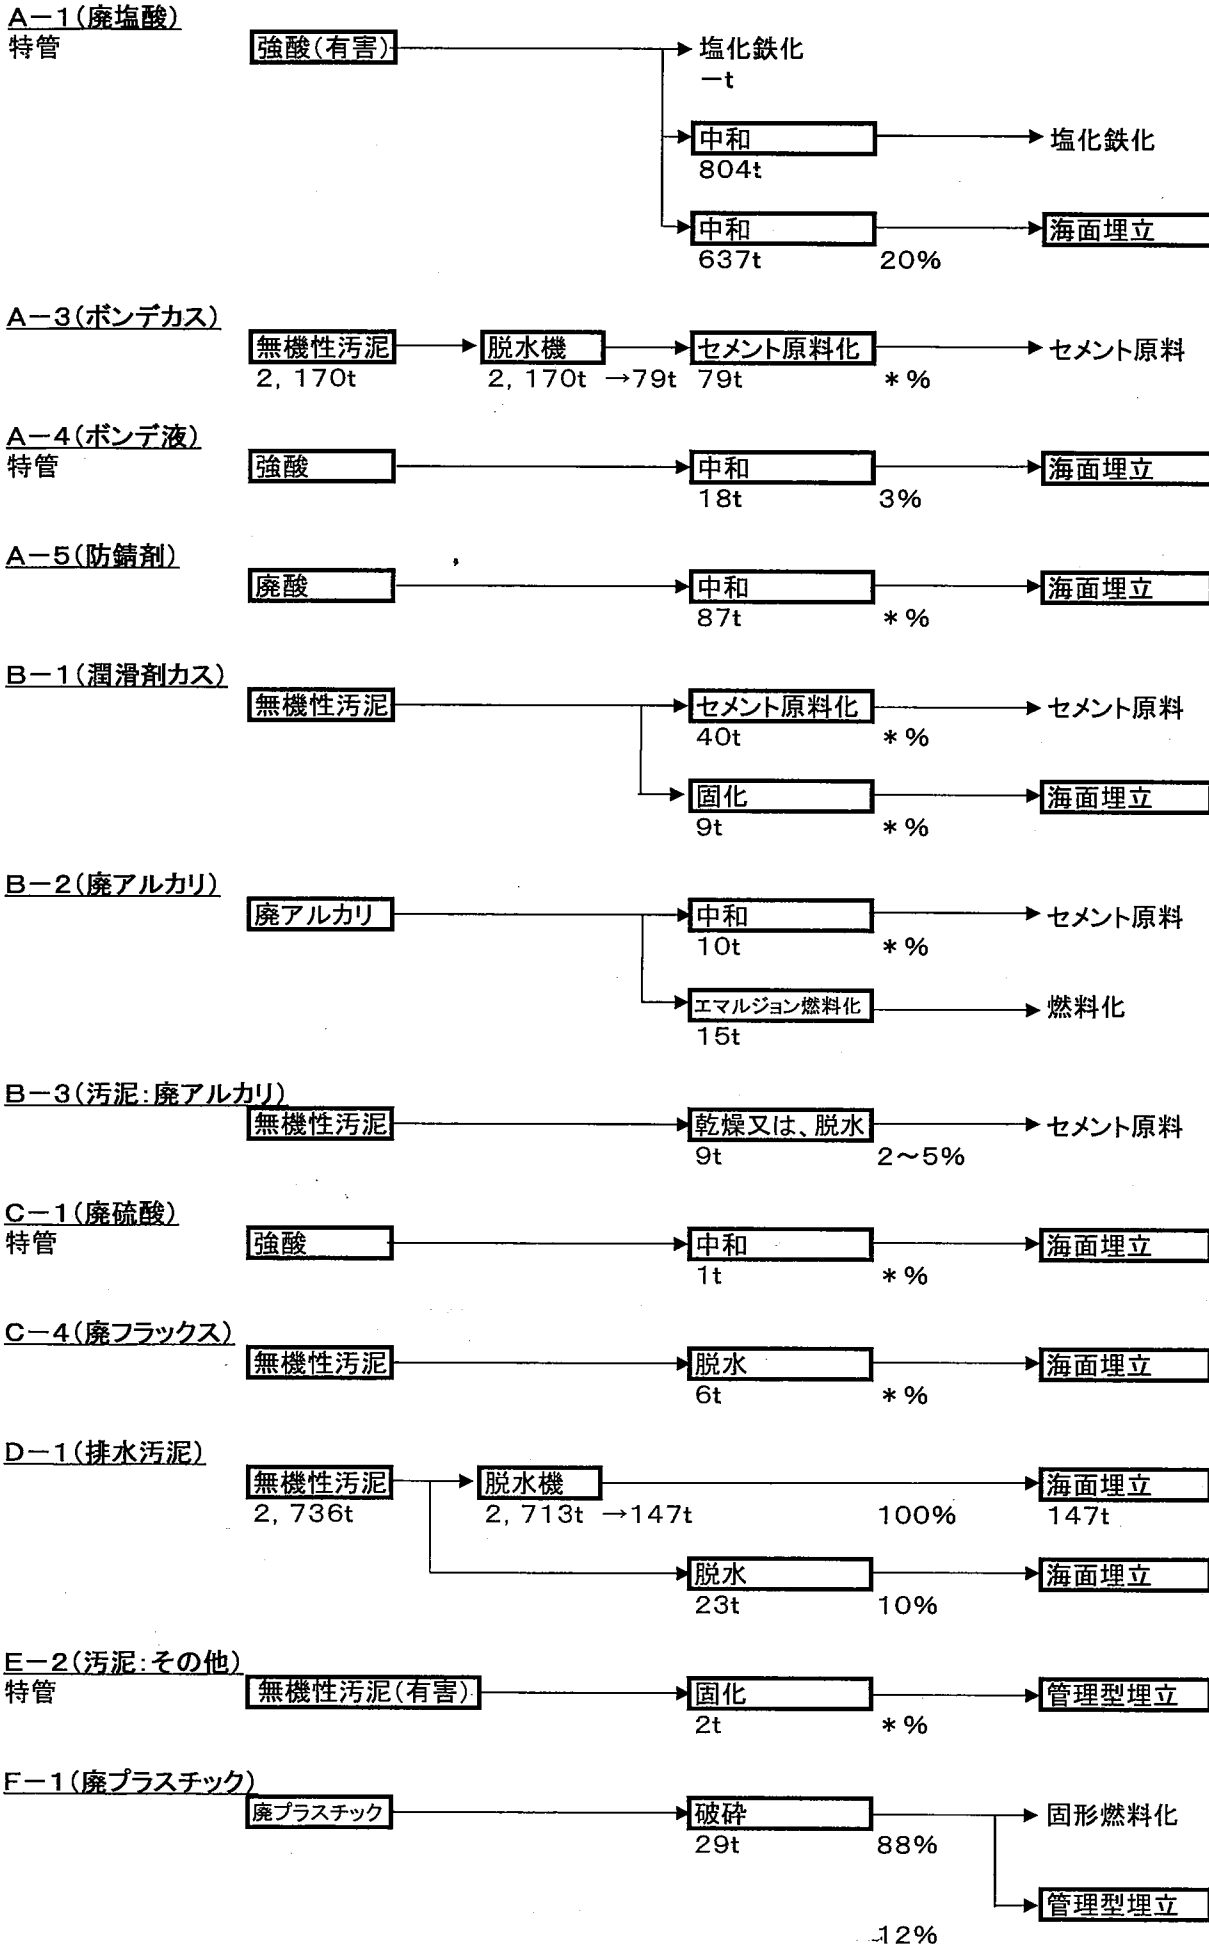 A－1(廃塩酸)
特管
強酸(有害)
塩化鉄化
－t
中和
塩化鉄化
804t
中和
海面埋立
637t 20%
A－3(ボンデカス)
無機性汚泥 脱水機 セメント原料化 セメント原料
2，170t 2，170t →79t 79t ＊%
A－4(ボンデ液)
特管
強酸 中和 海面埋立
18t 3%
A－5(防錆剤)
廃酸 中和 海面埋立
87t ＊%
B－1(潤滑剤カス)
無機性汚泥 セメント原料化 セメント原料
40t ＊%
固化 海面埋立
9t ＊%
B－2(廃アルカリ)
廃アルカリ 中和 セメント原料
10t ＊%
エマルジョン燃料化 燃料化
15t
B－3(汚泥：廃アルカリ)
無機性汚泥 乾燥又は、脱水 セメント原料
9t 2～5%
C－1(廃硫酸)
特管
強酸 中和 海面埋立
1t ＊%
C－4(廃フラックス)
無機性汚泥 脱水 海面埋立
6t ＊%
D－1(排水汚泥)
無機性汚泥 脱水機 海面埋立
2，736t 2，713t →147t 100% 147t
脱水 海面埋立
23t 10%
E－2(汚泥：その他)
特管
無機性汚泥(有害) 固化 管理型埋立
2t ＊%
F－1(廃プラスチック)
廃プラスチック 破砕 固形燃料化
29t 88%
管理型埋立
12%